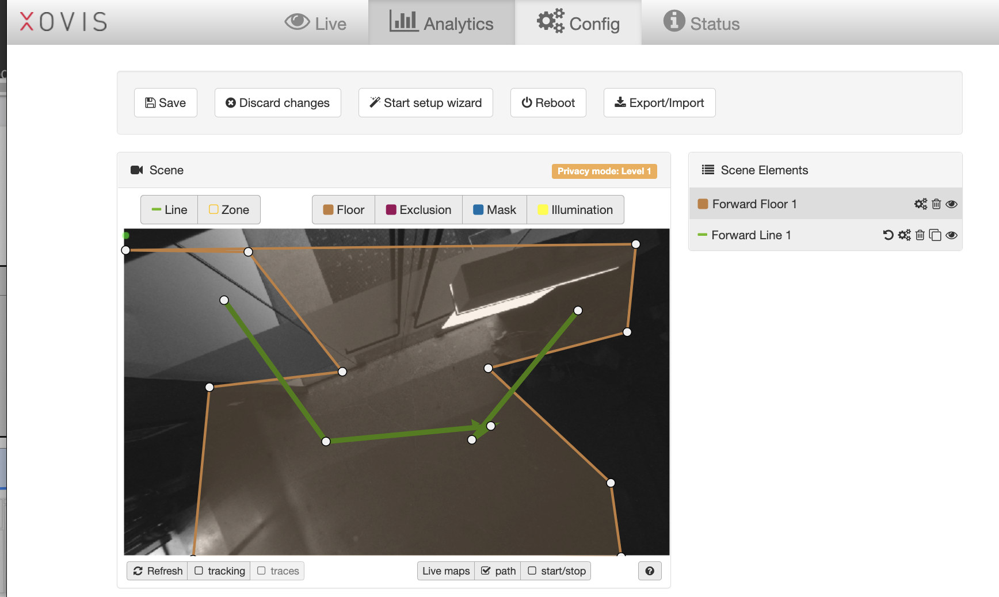 XOVIS
Live
Analytics
Config
Status
Save
Discard changes
Start setup wizard
Reboot
Export/Import
Scene
Privacy mode: Level 1
Scene Elements
Line
Zone
Floor
Exclusion
Mask
Illumination
Forward Floor 1
Forward Line 1
Refresh
tracking
traces
Live maps
path
start/stop